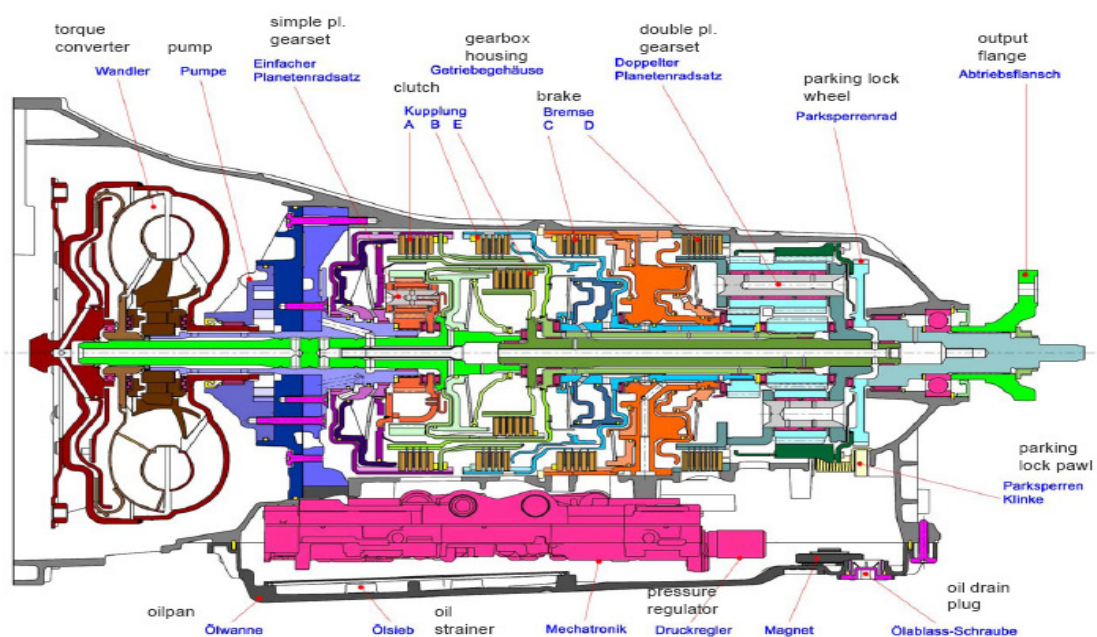 torque
converter
Wandler
pump
Pumpe
simple pl.
gearset
Einfacher
Planetenradsatz
gearbox
housing
Getriebegehäuse
clutch
Kupplung
A B E
brake
Bremse
C D
double pl.
gearset
Doppelter
Planetenradsatz
parking lock
wheel
Parksperrenrad
output
flange
Abtriebsflansch
parking
lock pawl
Parksperren
Klinke
oilpan
Ölwanne
Ölsieb
oil
strainer
Mechatronik
pressure
regulator
Druckregler
Magnet
oil drain
plug
Ölablass-Schraube